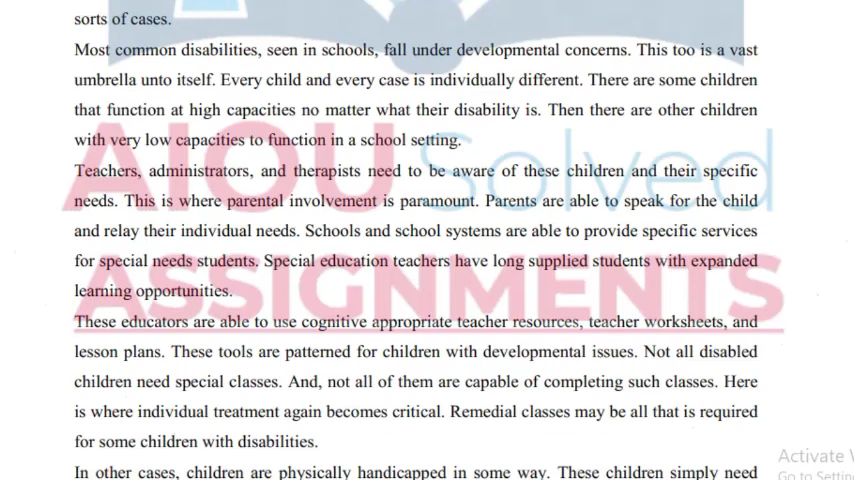 sorts of cases.
Most common disabilities, seen in schools, fall under developmental concerns. This too is a vast
umbrella unto itself. Every child and every case is individually different. There are some children
that function at high capacities no matter what their disability is. Then there are other children
with very low capacities to function in a school setting.
AIOU Solved
Teachers, administrators, and therapists need to be aware of these children and their specific
needs. This is where parental involvement is paramount. Parents are able to speak for the child
and relay their individual needs. Schools and school systems are able to provide specific services
for special needs students. Special education teachers have long supplied students with expanded
learning opportunities.
ASSIGNMENTS
These educators are able to use cognitive appropriate teacher resources, teacher worksheets, and
lesson plans. These tools are patterned for children with developmental issues. Not all disabled
children need special classes. And, not all of them are capable of completing such classes. Here
is where individual treatment again becomes critical. Remedial classes may be all that is required
for some children with disabilities.
Activate
In other cases, children are physically handicapped in some way. These children simply need
Go to